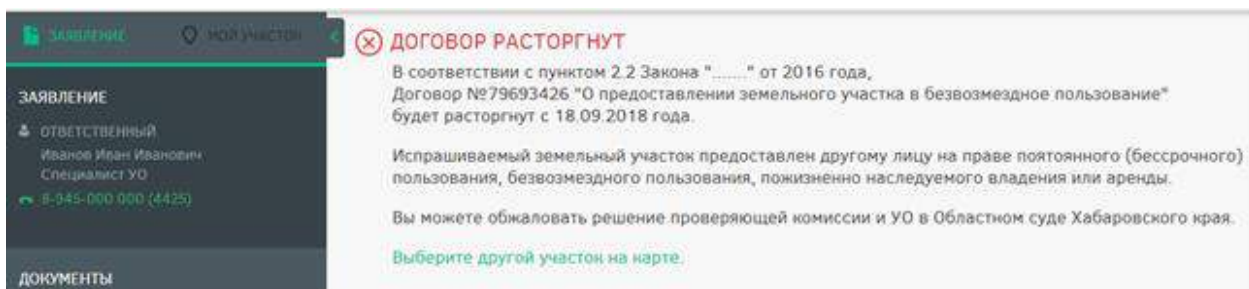 ЗАЯВЛЕНИЕ
МОЙ УЧАСТОК
ЗАЯВЛЕНИЕ
ОТВЕТСТВЕННЫЙ
Иванов Иван Иванович
Специалист УО
8-945-000 000 (4425)
ДОКУМЕНТЫ
ДОГОВОР РАСТОРГНУТ
В соответствии с пунктом 2.2 Закона "......." от 2016 года,
Договор №79693426 "О предоставлении земельного участка в безвозмездное пользование"
будет расторгнут с 18.09.2018 года.
Испрашиваемый земельный участок предоставлен другому лицу на праве поятоянного (бессрочного)
пользования, безвозмездного пользования, пожизненно наследуемого владения или аренды.
Вы можете обжаловать решение проверяющей комиссии и УО в Областном суде Хабаровского края.
Выберите другой участок на карте.